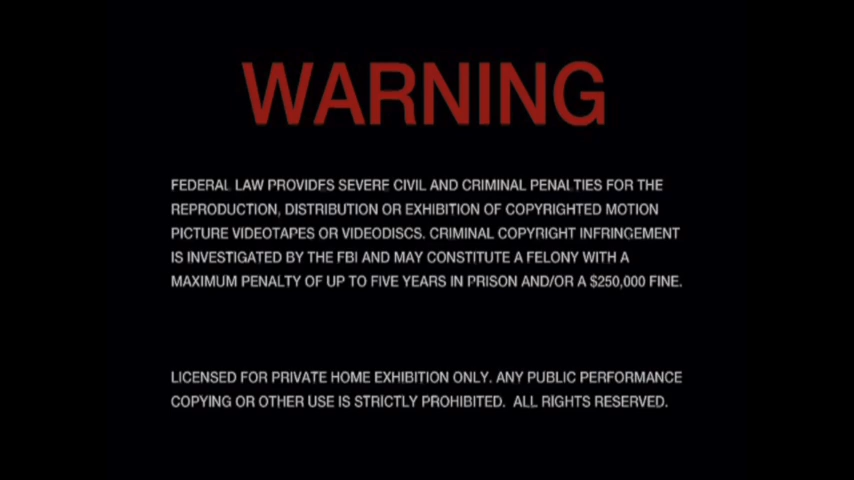 WARNING
FEDERAL LAW PROVIDES SEVERE CIVIL AND CRIMINAL PENALTIES FOR THE
REPRODUCTION, DISTRIBUTION OR EXHIBITION OF COPYRIGHTED MOTION
PICTURE VIDEOTAPES OR VIDEODISCS. CRIMINAL COPYRIGHT INFRINGEMENT
IS INVESTIGATED BY THE FBI AND MAY CONSTITUTE A FELONY WITH A
MAXIMUM PENALTY OF UP TO FIVE YEARS IN PRISON AND/OR A $250,000 FINE.
LICENSED FOR PRIVATE HOME EXHIBITION ONLY. ANY PUBLIC PERFORMANCE
COPYING OR OTHER USE IS STRICTLY PROHIBITED. ALL RIGHTS RESERVED.